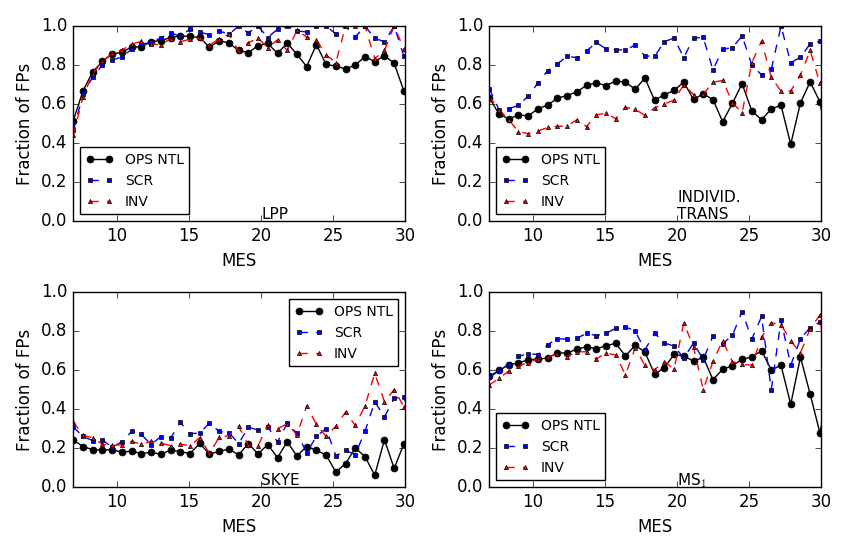 1.0
0.8
0.6
0.4
0.2
0.0
Fraction of FPs
OPS NTL
SCR
INV
LPP
10 15 20 25 30
MES
1.0
0.8
0.6
0.4
0.2
0.0
Fraction of FPs
OPS NTL
SCR
INV
INDIVID.
TRANS
10 15 20 25 30
MES
1.0
0.8
0.6
0.4
0.2
0.0
Fraction of FPs
OPS NTL
SCR
INV
SKYE
10 15 20 25 30
MES
1.0
0.8
0.6
0.4
0.2
0.0
Fraction of FPs
OPS NTL
SCR
INV
MS₁
10 15 20 25 30
MES